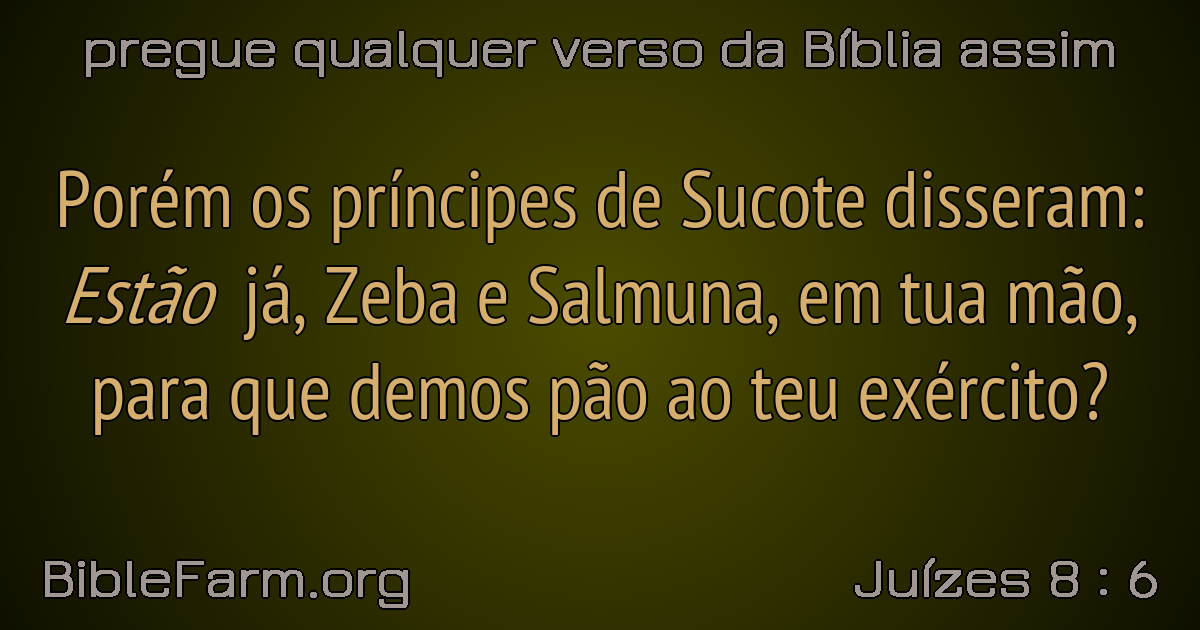 pregue qualquer verso da Bíblia assim
Porém os príncipes de Sucote disseram:
Estão já, Zeba e Salmuna, em tua mão,
para que demos pão ao teu exército?
BibleFarm.org
Juízes 8 : 6